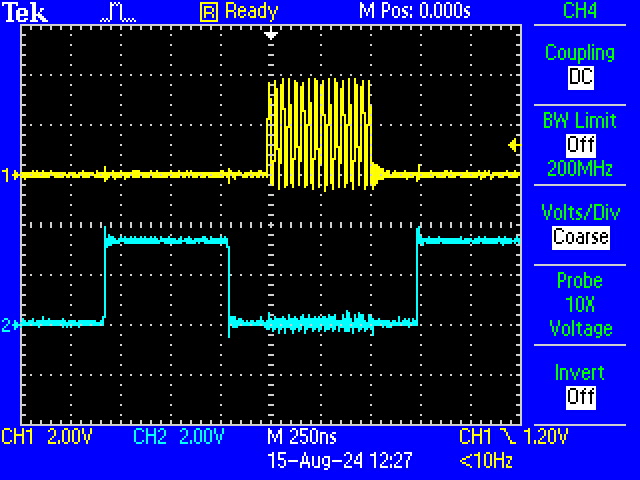 Tek R Ready M Pos: 0.000s CH4
Coupling
DC
BW Limit
Off
200MHz
1
Volts/Div
Coarse
Probe
10X
Voltage
2
Invert
Off
CH1 2.00V CH2 2.00V M 250ns CH1 1.20V
15-Aug-24 12:27 <10Hz